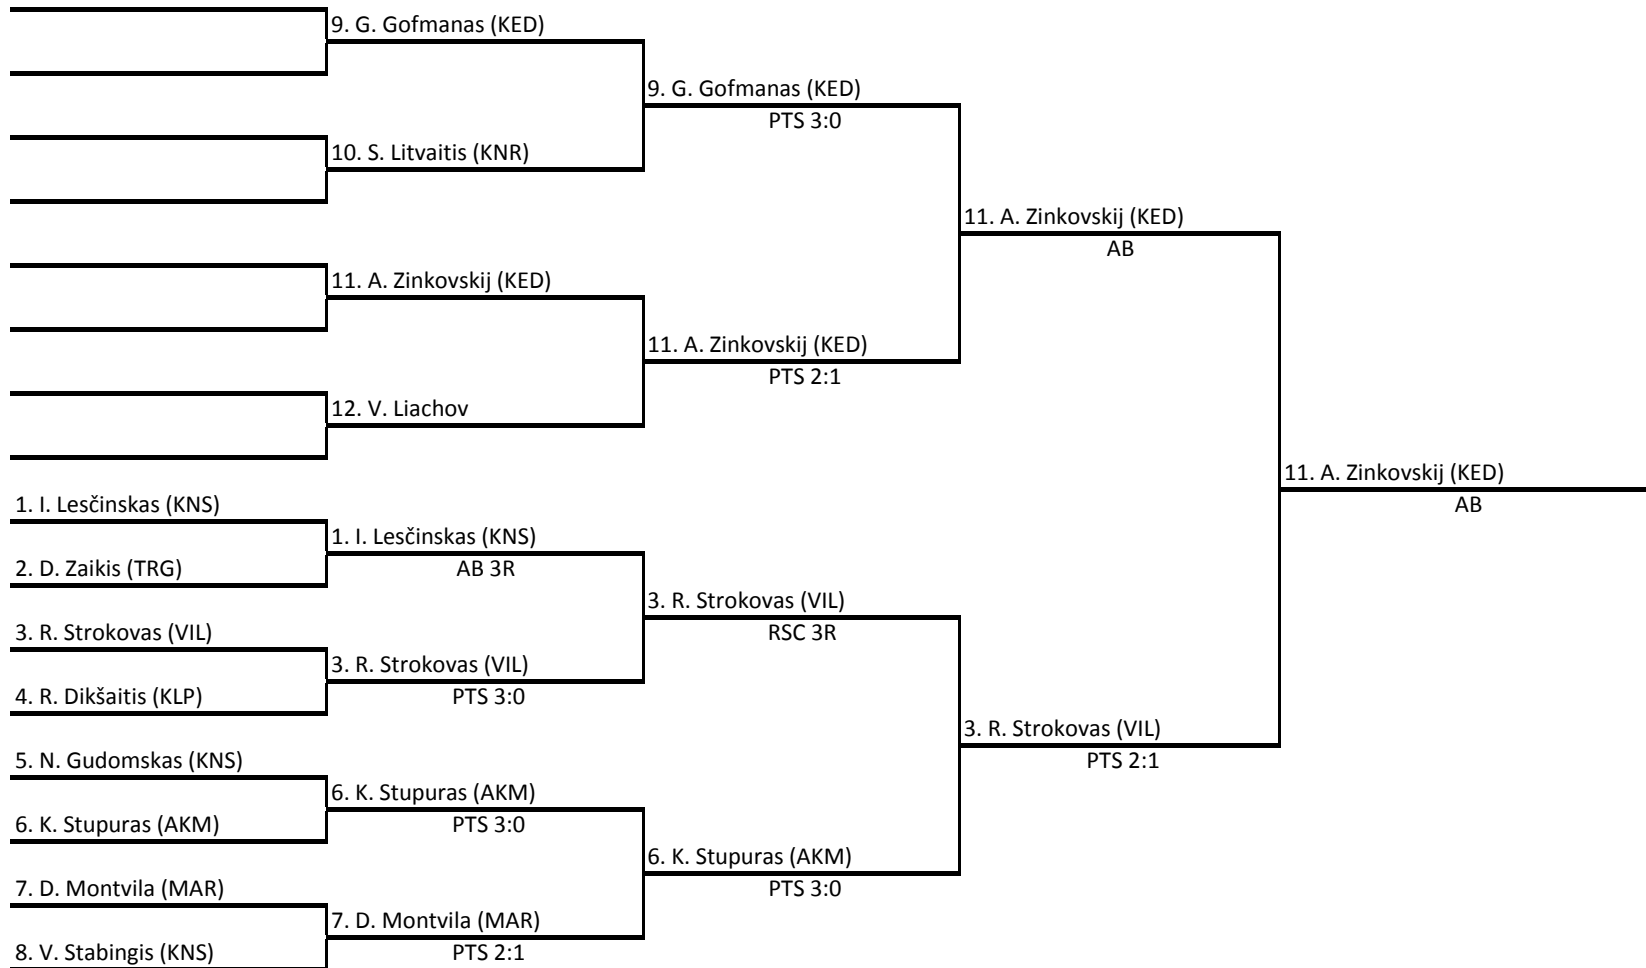 9. G. Gofmanas (KED)
9. G. Gofmanas (KED)
PTS 3:0
10. S. Litvaitis (KNR)
11. A. Zinkovskij (KED)
AB
11. A. Zinkovskij (KED)
11. A. Zinkovskij (KED)
PTS 2:1
12. V. Liachov
11. A. Zinkovskij (KED)
AB
1. I. Lesčinskas (KNS)
1. I. Lesčinskas (KNS)
AB 3R
2. D. Zaikis (TRG)
3. R. Strokovas (VIL)
RSC 3R
3. R. Strokovas (VIL)
3. R. Strokovas (VIL)
PTS 3:0
4. R. Dikšaitis (KLP)
3. R. Strokovas (VIL)
PTS 2:1
5. N. Gudomskas (KNS)
6. K. Stupuras (AKM)
PTS 3:0
6. K. Stupuras (AKM)
6. K. Stupuras (AKM)
PTS 3:0
7. D. Montvila (MAR)
7. D. Montvila (MAR)
PTS 2:1
8. V. Stabingis (KNS)